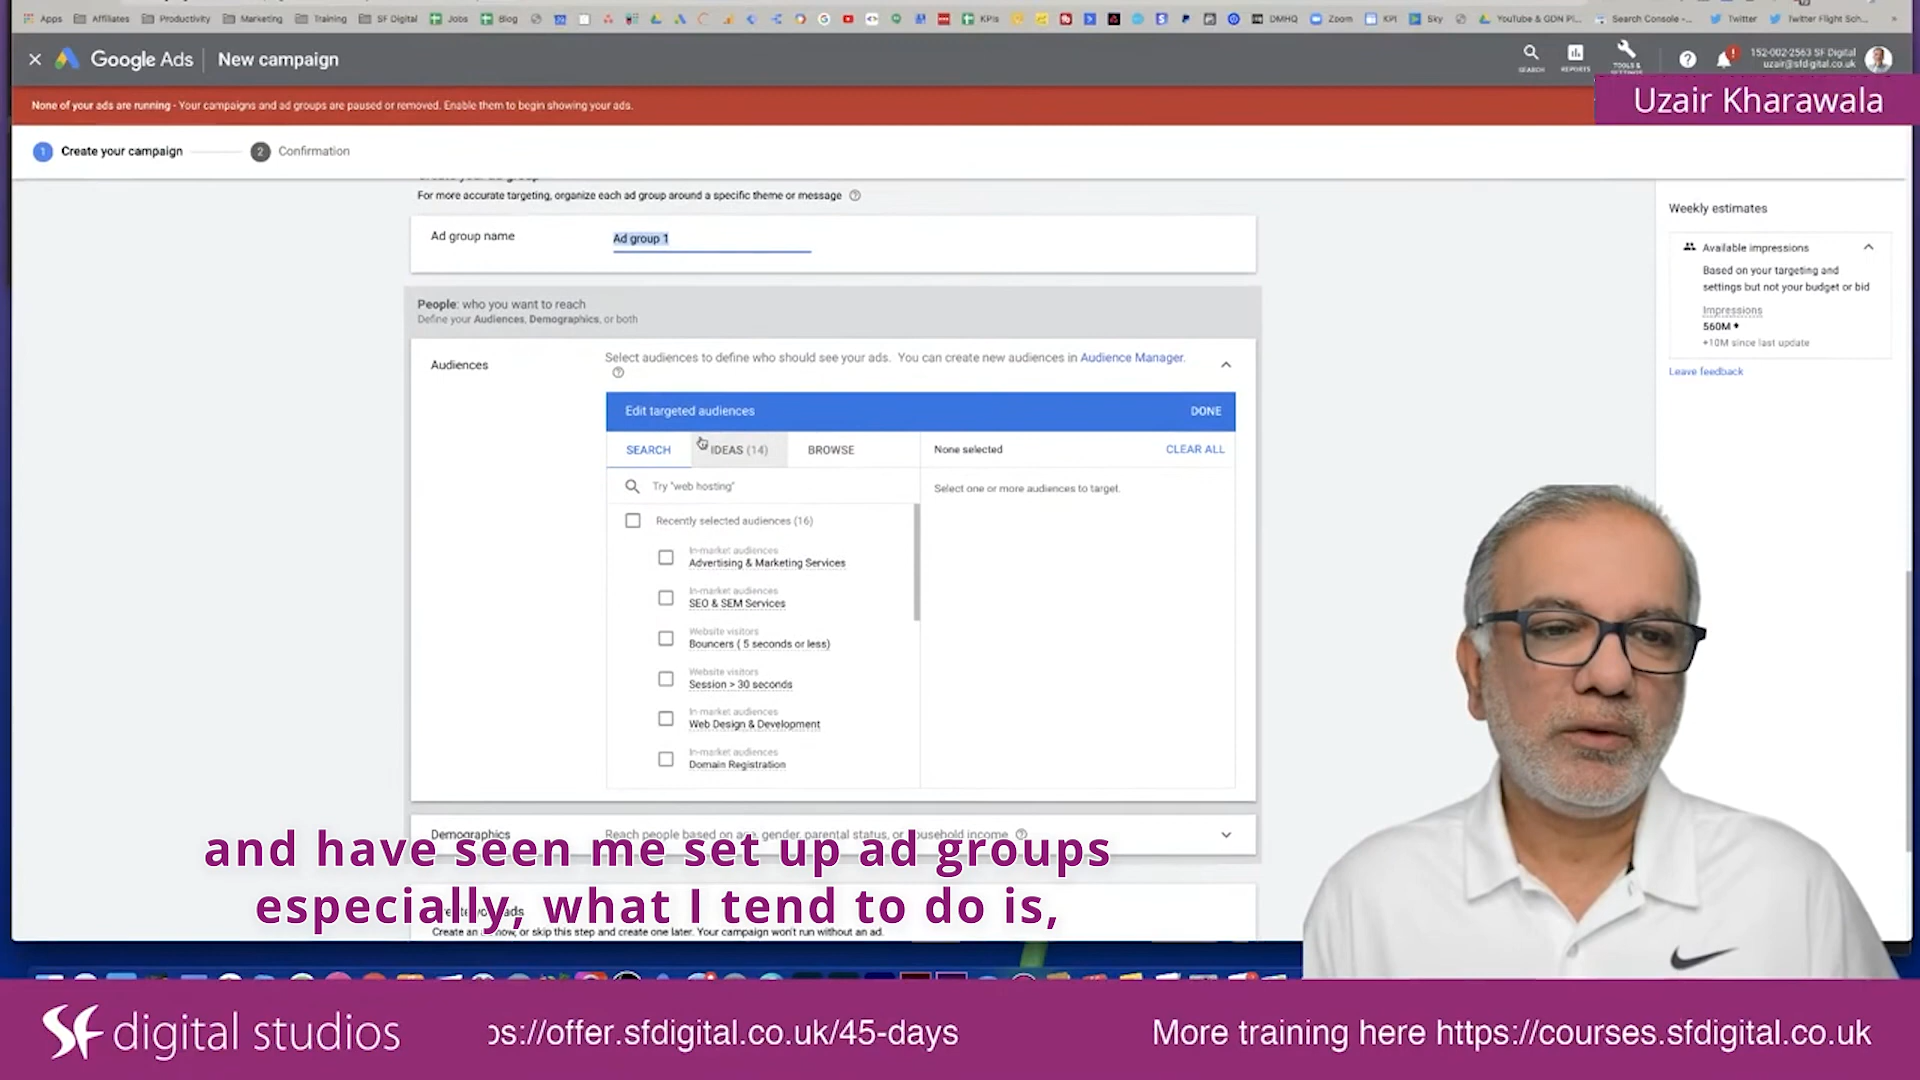 Apps
Affiliates
Productivity
Marketing
Training
SF Digital
Jobs
Blog
KPIs
DMHQ
Zoom
KPI
Sky
YouTube & GDN Pl...
Search Console -...
Twitter
Twitter Flight Sch...
Google Ads
New campaign
SEARCH
REPORTS
TOOLS &
152-002-2563 SF Digital
uzair@sfdigital.co.uk
None of your ads are running - Your campaigns and ad groups are paused or removed. Enable them to begin showing your ads.
Uzair Kharawala
1 Create your campaign
2 Confirmation
For more accurate targeting, organize each ad group around a specific theme or message
Ad group name
Ad group 1
People: who you want to reach
Define your Audiences, Demographics, or both
Audiences
Select audiences to define who should see your ads. You can create new audiences in Audience Manager.
Edit targeted audiences
DONE
SEARCH
IDEAS (14)
BROWSE
None selected
CLEAR ALL
Try "web hosting"
Select one or more audiences to target.
Recently selected audiences (16)
In-market audiences
Advertising & Marketing Services
In-market audiences
SEO & SEM Services
Website visitors
Bouncers ( 5 seconds or less)
Website visitors
Session > 30 seconds
In-market audiences
Web Design & Development
In-market audiences
Domain Registration
Demographics
Reach people based on age, gender, parental status, or household income
Weekly estimates
Available impressions
Based on your targeting and
settings but not your budget or bid
Impressions
560M
+10M since last update
Leave feedback
and have seen me set up ad groups
especially, what I tend to do is,
Create an ad now, or skip this step and create one later. Your campaign won't run without an ad.
SF digital studios
os://offer.sfdigital.co.uk/45-days
More training here https://courses.sfdigital.co.uk